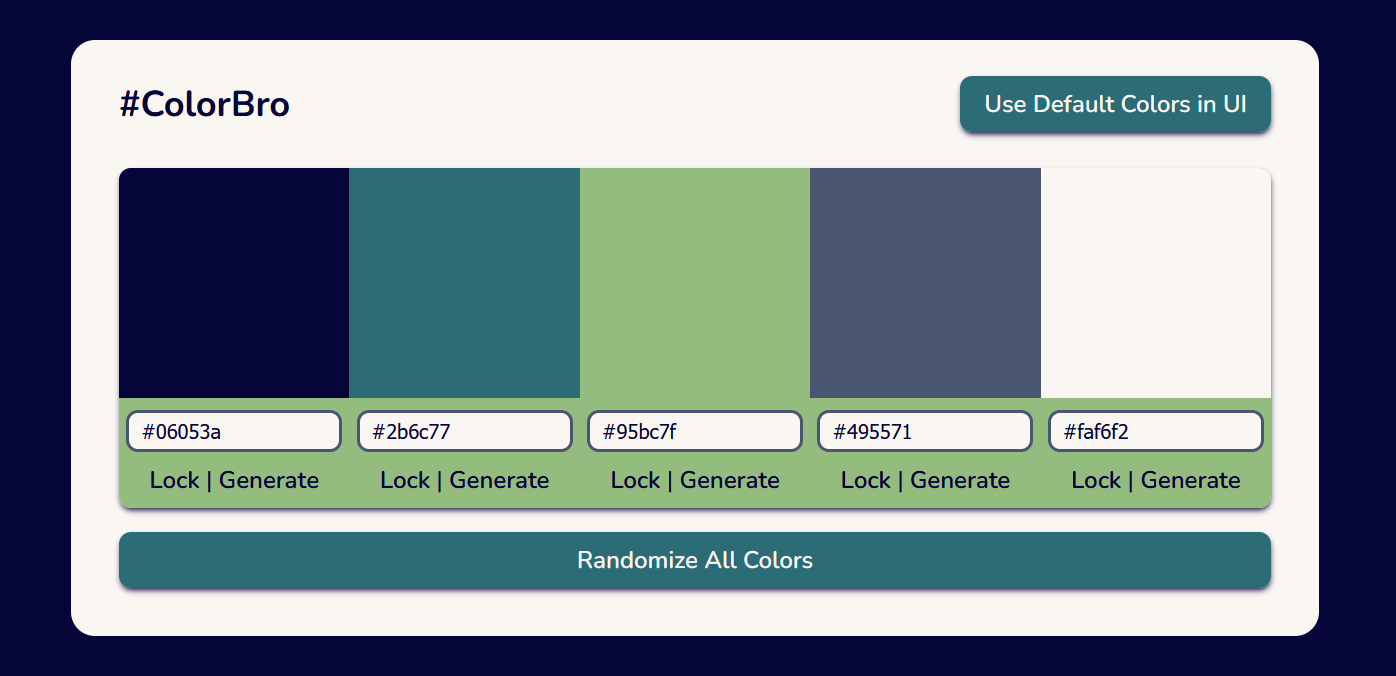 #ColorBro
Use Default Colors in UI
#06053a
#2b6c77
#95bc7f
#495571
#faf6f2
Lock | Generate
Lock | Generate
Lock | Generate
Lock | Generate
Lock | Generate
Randomize All Colors